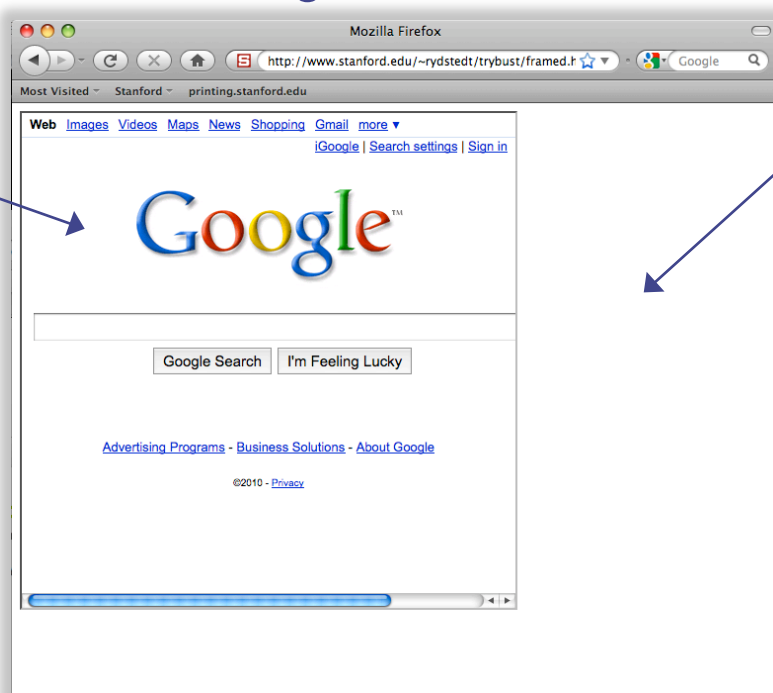 Mozilla Firefox
http://www.stanford.edu/~rydstedt/trybust/framed.h
Google
Most Visited Stanford printing.stanford.edu
Web Images Videos Maps News Shopping Gmail more ▼
iGoogle | Search settings | Sign in
Google™
Google Search I'm Feeling Lucky
Advertising Programs - Business Solutions - About Google
©2010 - Privacy